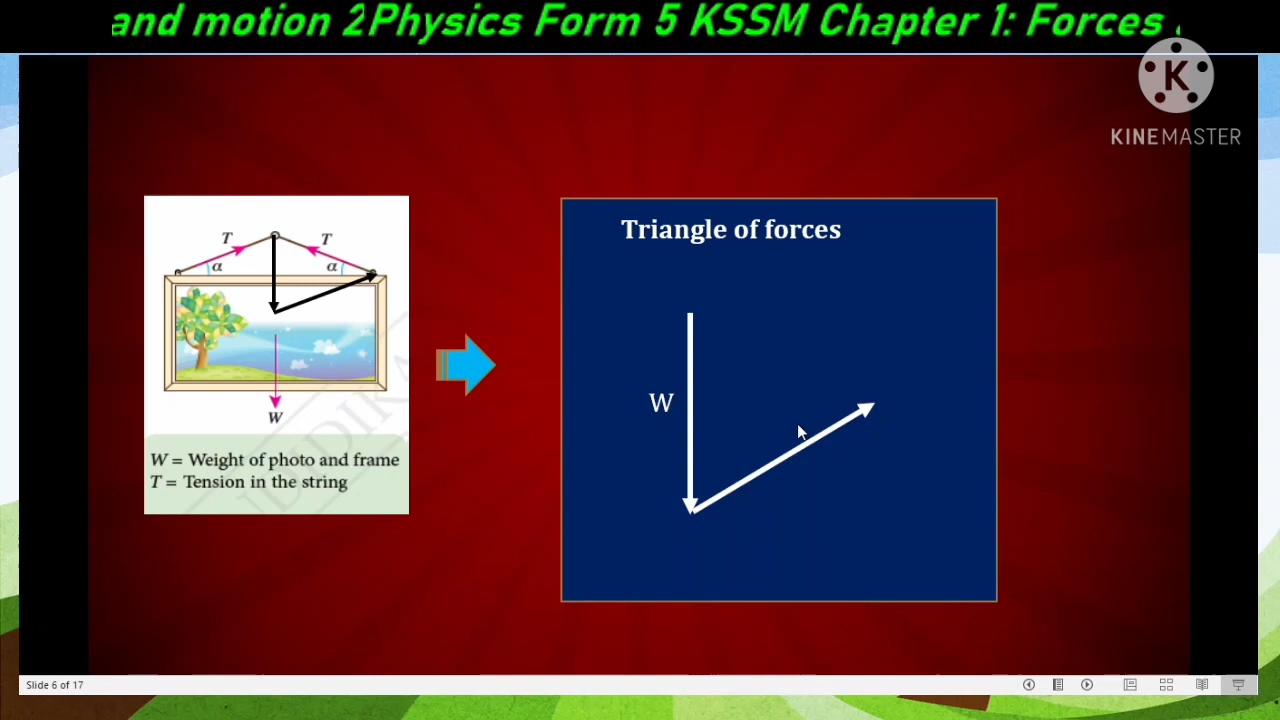 and motion 2Physics Form 5 KSSM Chapter 1: Forces
K
KINEMASTER
Triangle of forces
T
T
α
α
W
W
W = Weight of photo and frame
T = Tension in the string
Slide 6 of 17